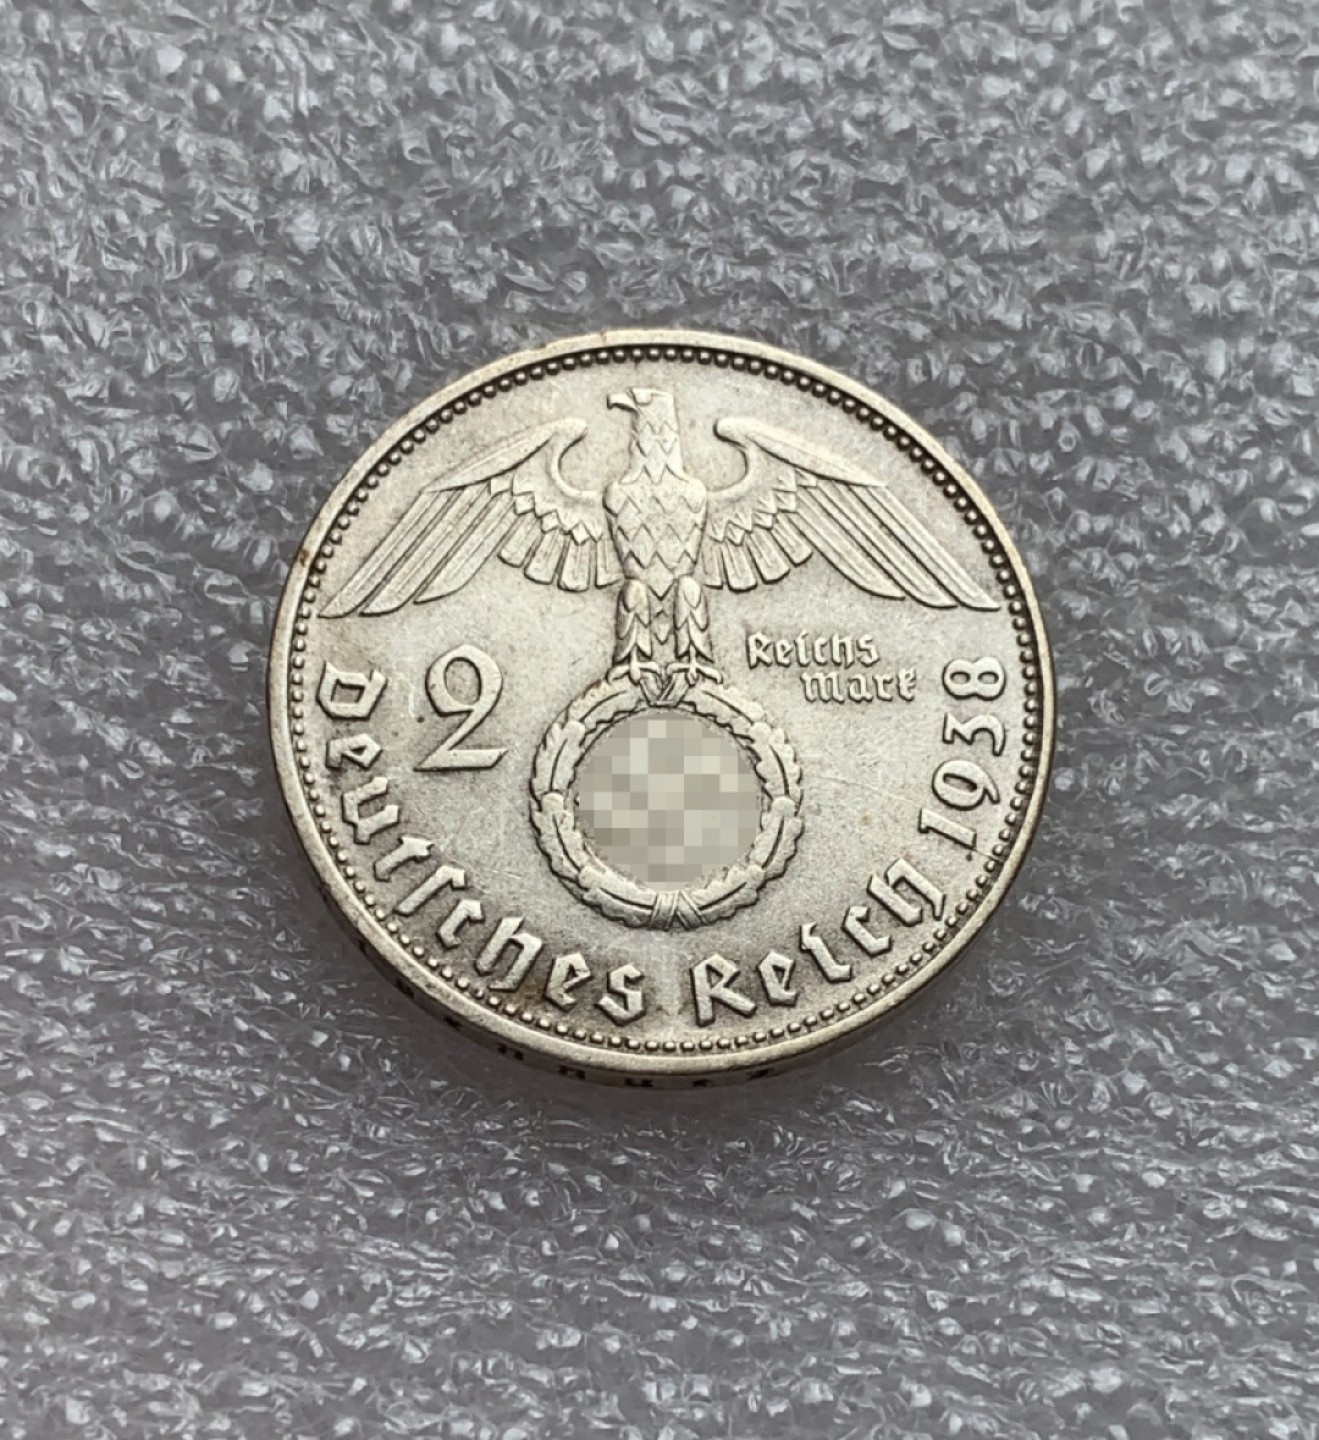 2
Reichs
Mark
Deutsches Reich 1938